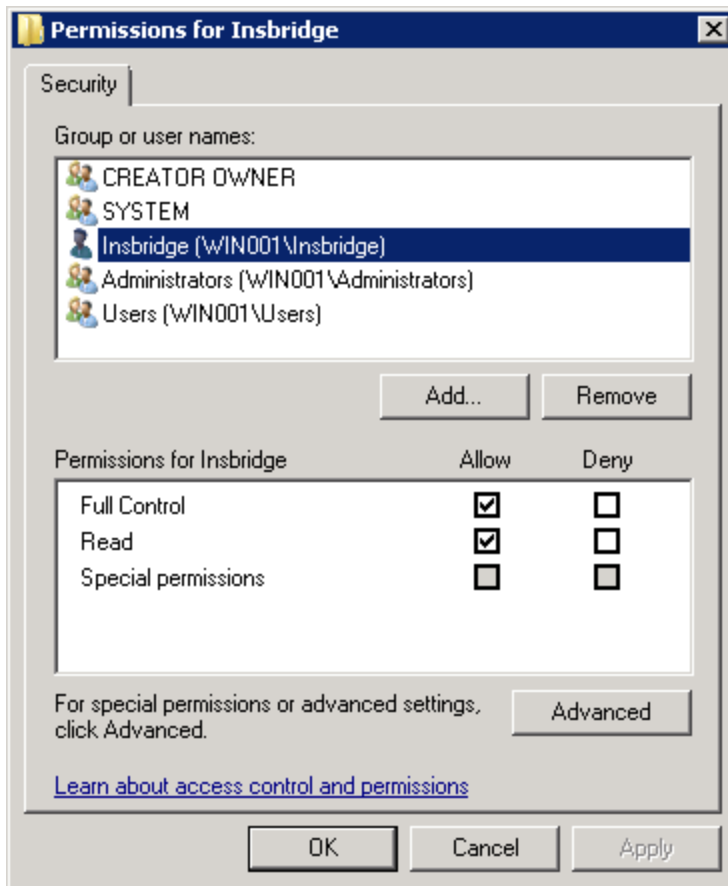 Permissions for Insbridge
Security
Group or user names:
CREATOR OWNER
SYSTEM
Insbridge (WIN001\Insbridge)
Administrators (WIN001\Administrators)
Users (WIN001\Users)
Add... Remove
Permissions for Insbridge Allow Deny
Full Control
Read
Special permissions
For special permissions or advanced settings,
click Advanced.
Advanced
Learn about access control and permissions
OK Cancel Apply